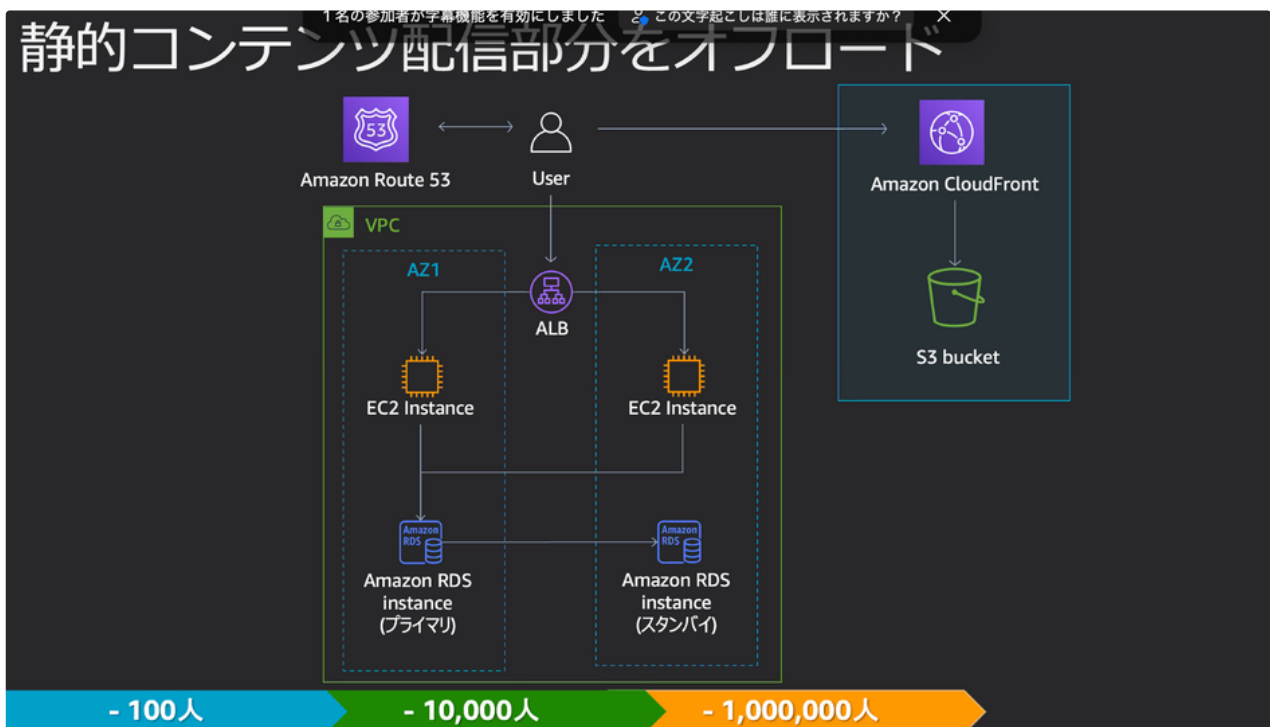 1 名の参加者が字幕機能を有効にしました この文字起こしは誰に表示されますか？
静的コンテンツ配信部分をオフロード
53
Amazon Route 53
User
Amazon CloudFront
VPC
AZ1
AZ2
ALB
S3 bucket
EC2 Instance
EC2 Instance
Amazon
RDS
Amazon RDS
instance
(プライマリ)
Amazon
RDS
Amazon RDS
instance
(スタンバイ)
- 100人
- 10,000人
- 1,000,000人